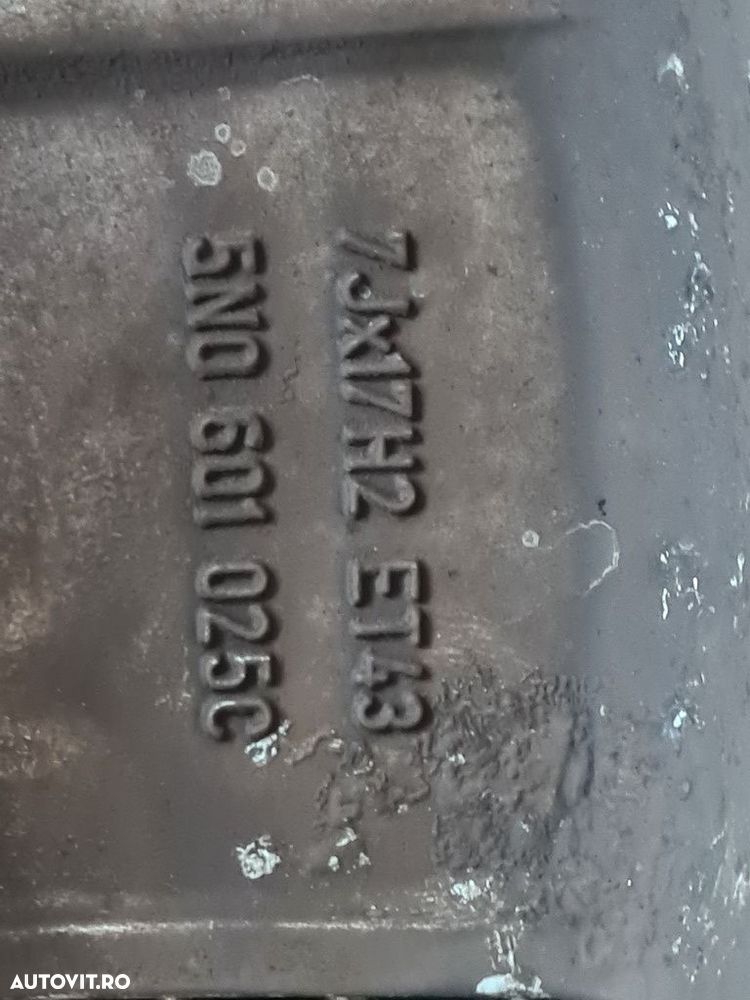 7Jx17H2 ET43
5N0 601 025C
AUTOVIT.RO